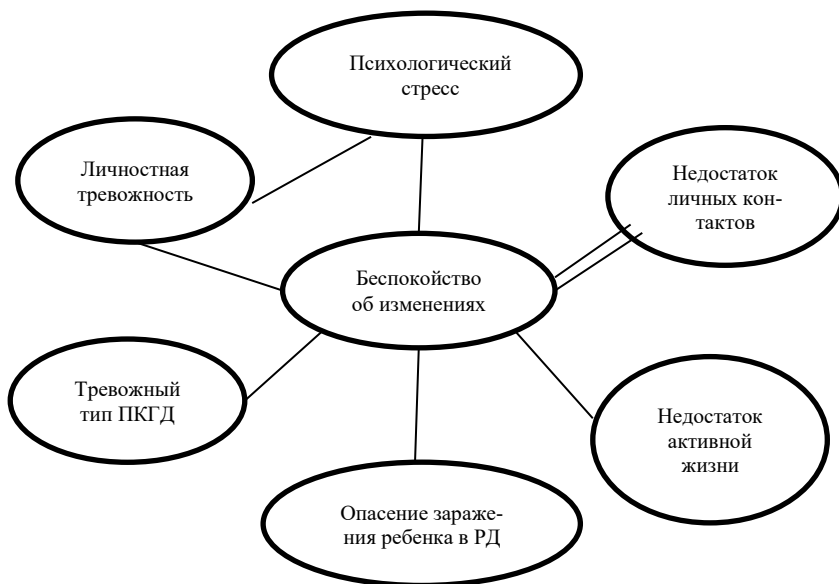 Психологический
стресс
Личностная
тревожность
Недостаток
личных кон-
тактов
Беспокойство
об изменениях
Тревожный
тип ПКГД
Недостаток
активной
жизни
Опасение зараже-
ния ребенка в РД